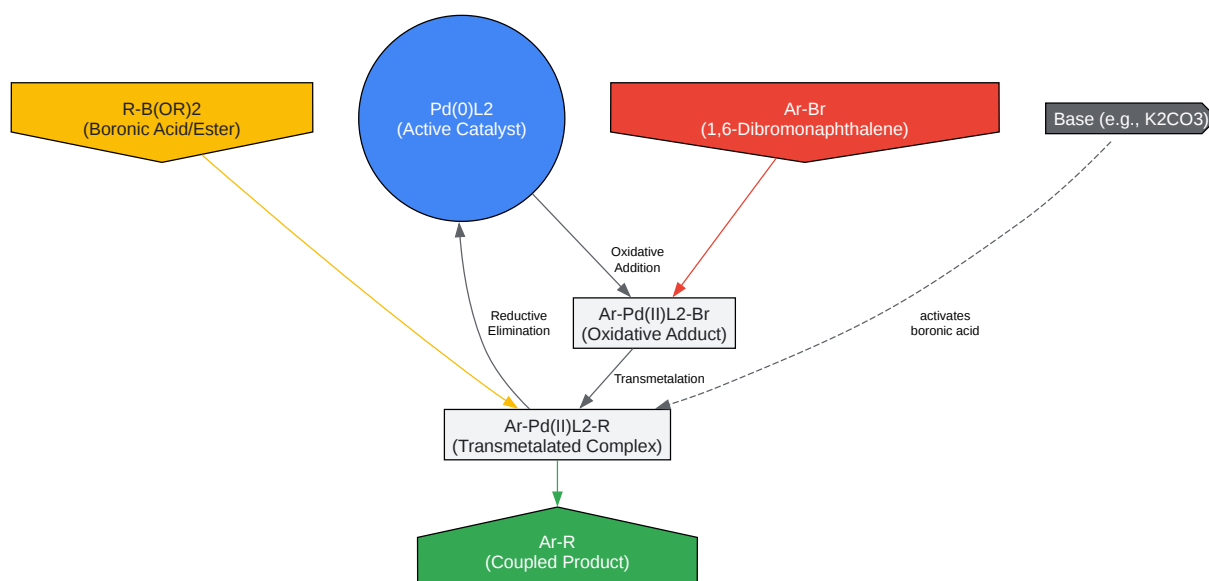 R-B(OR)2
(Boronic Acid/Ester)
Pd(0)L2
(Active Catalyst)
Ar-Br
(1,6-Dibromonaphthalene)
Base (e.g., K2CO3)
Oxidative
Addition
Reductive
Elimination
Ar-Pd(II)L2-Br
(Oxidative Adduct)
activates
boronic acid
Transmetalation
Ar-Pd(II)L2-R
(Transmetalated Complex)
Ar-R
(Coupled Product)